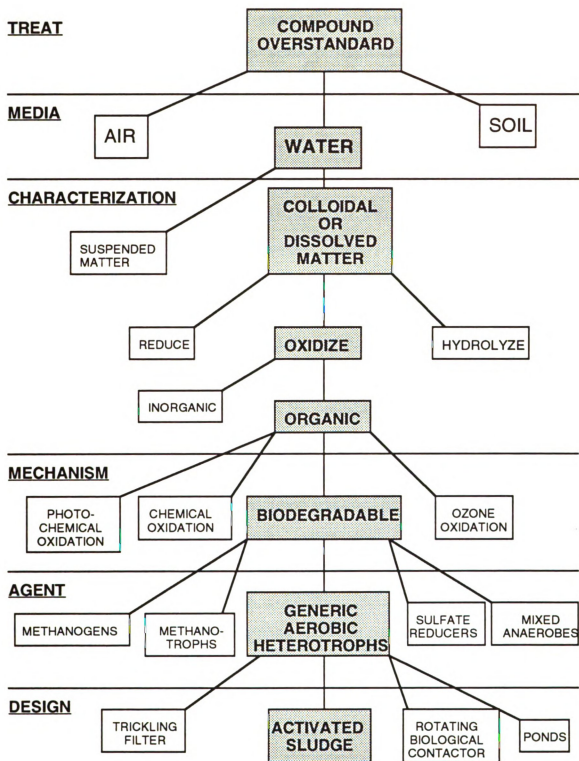 TREAT
COMPOUND
OVERSTANDARD
MEDIA
AIR
SOIL
WATER
CHARACTERIZATION
COLLOIDAL
OR
DISSOLVED
MATTER
SUSPENDED
MATTER
REDUCE
OXIDIZE
HYDROLYZE
INORGANIC
ORGANIC
MECHANISM
PHOTO-
CHEMICAL
OXIDATION
CHEMICAL
OXIDATION
BIODEGRADABLE
OZONE
OXIDATION
AGENT
METHANOGENS
METHANO-
TROPHS
GENERIC
AEROBIC
HETEROTROPHS
SULFATE
REDUCERS
MIXED
ANAEROBES
DESIGN
TRICKLING
FILTER
ACTIVATED
SLUDGE
ROTATING
BIOLOGICAL
CONTACTOR
PONDS